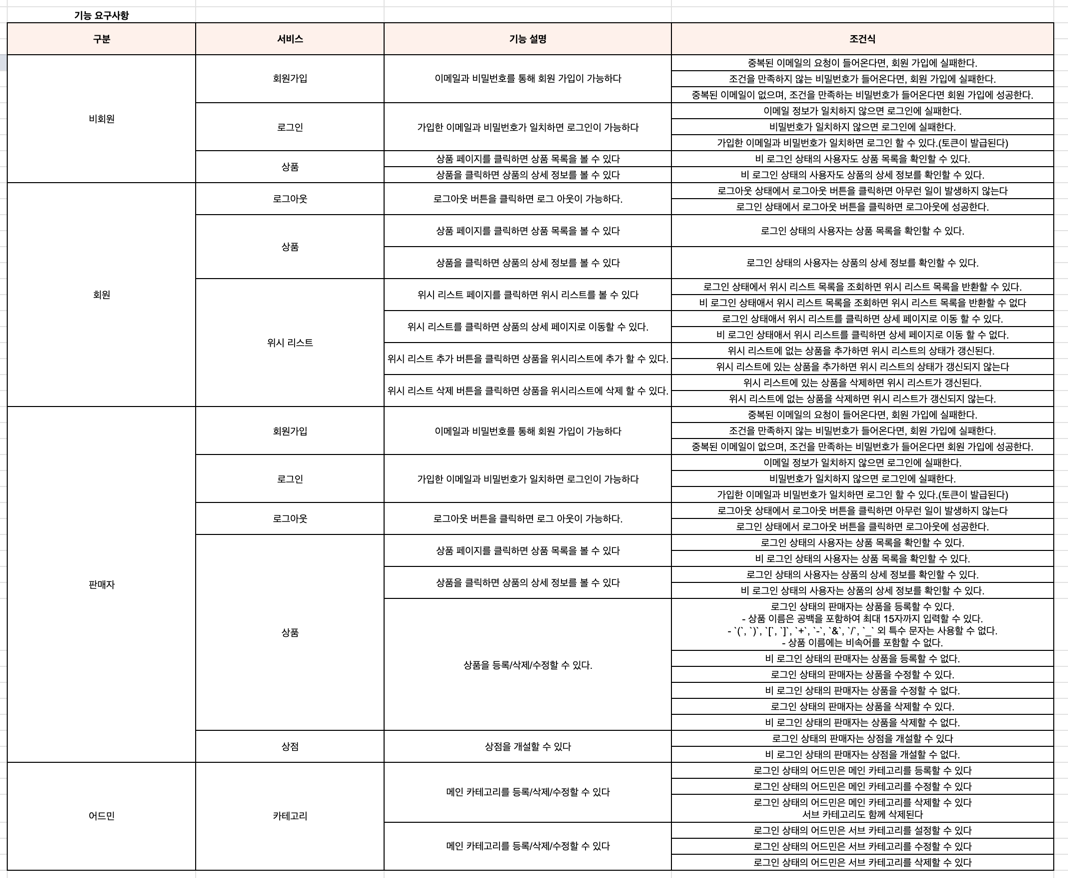 기능 요구사항
구분 서비스 기능 설명 조건식
비회원
회원가입
이메일과 비밀번호를 통해 회원 가입이 가능하다
중복된 이메일의 요청이 들어온다면, 회원 가입에 실패한다.
조건을 만족하지 않는 비밀번호가 들어온다면, 회원 가입에 실패한다.
중복된 이메일이 없으며, 조건을 만족하는 비밀번호가 들어온다면 회원 가입에 성공한다.
로그인
가입한 이메일과 비밀번호가 일치하면 로그인이 가능하다
이메일 정보가 일치하지 않으면 로그인에 실패한다.
비밀번호가 일치하지 않으면 로그인에 실패한다.
가입한 이메일과 비밀번호가 일치하면 로그인 할 수 있다.(토큰이 발급된다)
상품
상품 페이지를 클릭하면 상품 목록을 볼 수 있다
비 로그인 상태의 사용자도 상품 목록을 확인할 수 있다.
상품을 클릭하면 상품의 상세 정보를 볼 수 있다
비 로그인 상태의 사용자도 상품의 상세 정보를 확인할 수 있다.
회원
로그아웃
로그아웃 버튼을 클릭하면 로그 아웃이 가능하다.
로그아웃 상태에서 로그아웃 버튼을 클릭하면 아무런 일이 발생하지 않는다
로그인 상태에서 로그아웃 버튼을 클릭하면 로그아웃에 성공한다.
상품
상품 페이지를 클릭하면 상품 목록을 볼 수 있다
로그인 상태의 사용자는 상품 목록을 확인할 수 있다.
상품을 클릭하면 상품의 상세 정보를 볼 수 있다
로그인 상태의 사용자는 상품의 상세 정보를 확인할 수 있다.
위시 리스트
위시 리스트 페이지를 클릭하면 위시 리스트를 볼 수 있다
로그인 상태에서 위시 리스트 목록을 조회하면 위시 리스트 목록을 반환할 수 있다.
비 로그인 상태애서 위시 리스트 목록을 조회하면 위시 리스트 목록을 반환할 수 없다
위시 리스트를 클릭하면 상품의 상세 페이지로 이동할 수 있다.
로그인 상태애서 위시 리스트를 클릭하면 상세 페이지로 이동 할 수 있다.
비 로그인 상태애서 위시 리스트를 클릭하면 상세 페이지로 이동 할 수 없다.
위시 리스트 추가 버튼을 클릭하면 상품을 위시리스트에 추가 할 수 있다.
위시 리스트에 없는 상품을 추가하면 위시 리스트의 상태가 갱신된다.
위시 리스트에 있는 상품을 추가하면 위시 리스트의 상태가 갱신되지 않는다
위시 리스트 삭제 버튼을 클릭하면 상품을 위시리스트에 삭제 할 수 있다.
위시 리스트에 있는 상품을 삭제하면 위시 리스트가 갱신된다.
위시 리스트에 없는 상품을 삭제하면 위시 리스트가 갱신되지 않는다.
판매자
회원가입
이메일과 비밀번호를 통해 회원 가입이 가능하다
중복된 이메일의 요청이 들어온다면, 회원 가입에 실패한다.
조건을 만족하지 않는 비밀번호가 들어온다면, 회원 가입에 실패한다.
중복된 이메일이 없으며, 조건을 만족하는 비밀번호가 들어온다면 회원 가입에 성공한다.
로그인
가입한 이메일과 비밀번호가 일치하면 로그인이 가능하다
이메일 정보가 일치하지 않으면 로그인에 실패한다.
비밀번호가 일치하지 않으면 로그인에 실패한다.
가입한 이메일과 비밀번호가 일치하면 로그인 할 수 있다.(토큰이 발급된다)
로그아웃
로그아웃 버튼을 클릭하면 로그 아웃이 가능하다.
로그아웃 상태에서 로그아웃 버튼을 클릭하면 아무런 일이 발생하지 않는다
로그인 상태에서 로그아웃 버튼을 클릭하면 로그아웃에 성공한다.
상품
상품 페이지를 클릭하면 상품 목록을 볼 수 있다
로그인 상태의 사용자는 상품 목록을 확인할 수 있다.
비 로그인 상태의 사용자는 상품 목록을 확인할 수 있다.
상품을 클릭하면 상품의 상세 정보를 볼 수 있다
로그인 상태의 사용자는 상품의 상세 정보를 확인할 수 있다.
비 로그인 상태의 사용자는 상품의 상세 정보를 확인할 수 있다.
상품을 등록/삭제/수정할 수 있다.
로그인 상태의 판매자는 상품을 등록할 수 있다.
- 상품 이름은 공백을 포함하여 최대 15자까지 입력할 수 있다.
- `(`, `)`, `[`, `]`, `+`, `-`, `&`, `/`, `_` 외 특수 문자는 사용할 수 없다.
- 상품 이름에는 비속어를 포함할 수 없다.
비 로그인 상태의 판매자는 상품을 등록할 수 없다.
로그인 상태의 판매자는 상품을 수정할 수 있다.
비 로그인 상태의 판매자는 상품을 수정할 수 없다.
로그인 상태의 판매자는 상품을 삭제할 수 있다.
비 로그인 상태의 판매자는 상품을 삭제할 수 없다.
상점
상점을 개설할 수 있다
로그인 상태의 판매자는 상점을 개설할 수 있다
비 로그인 상태의 판매자는 상점을 개설할 수 없다.
어드민
카테고리
메인 카테고리를 등록/삭제/수정할 수 있다
로그인 상태의 어드민은 메인 카테고리를 등록할 수 있다
로그인 상태의 어드민은 메인 카테고리를 수정할 수 있다
로그인 상태의 어드민은 메인 카테고리를 삭제할 수 있다
서브 카테고리도 함께 삭제된다
메인 카테고리를 등록/삭제/수정할 수 있다
로그인 상태의 어드민은 서브 카테고리를 설정할 수 있다
로그인 상태의 어드민은 서브 카테고리를 수정할 수 있다
로그인 상태의 어드민은 서브 카테고리를 삭제할 수 있다